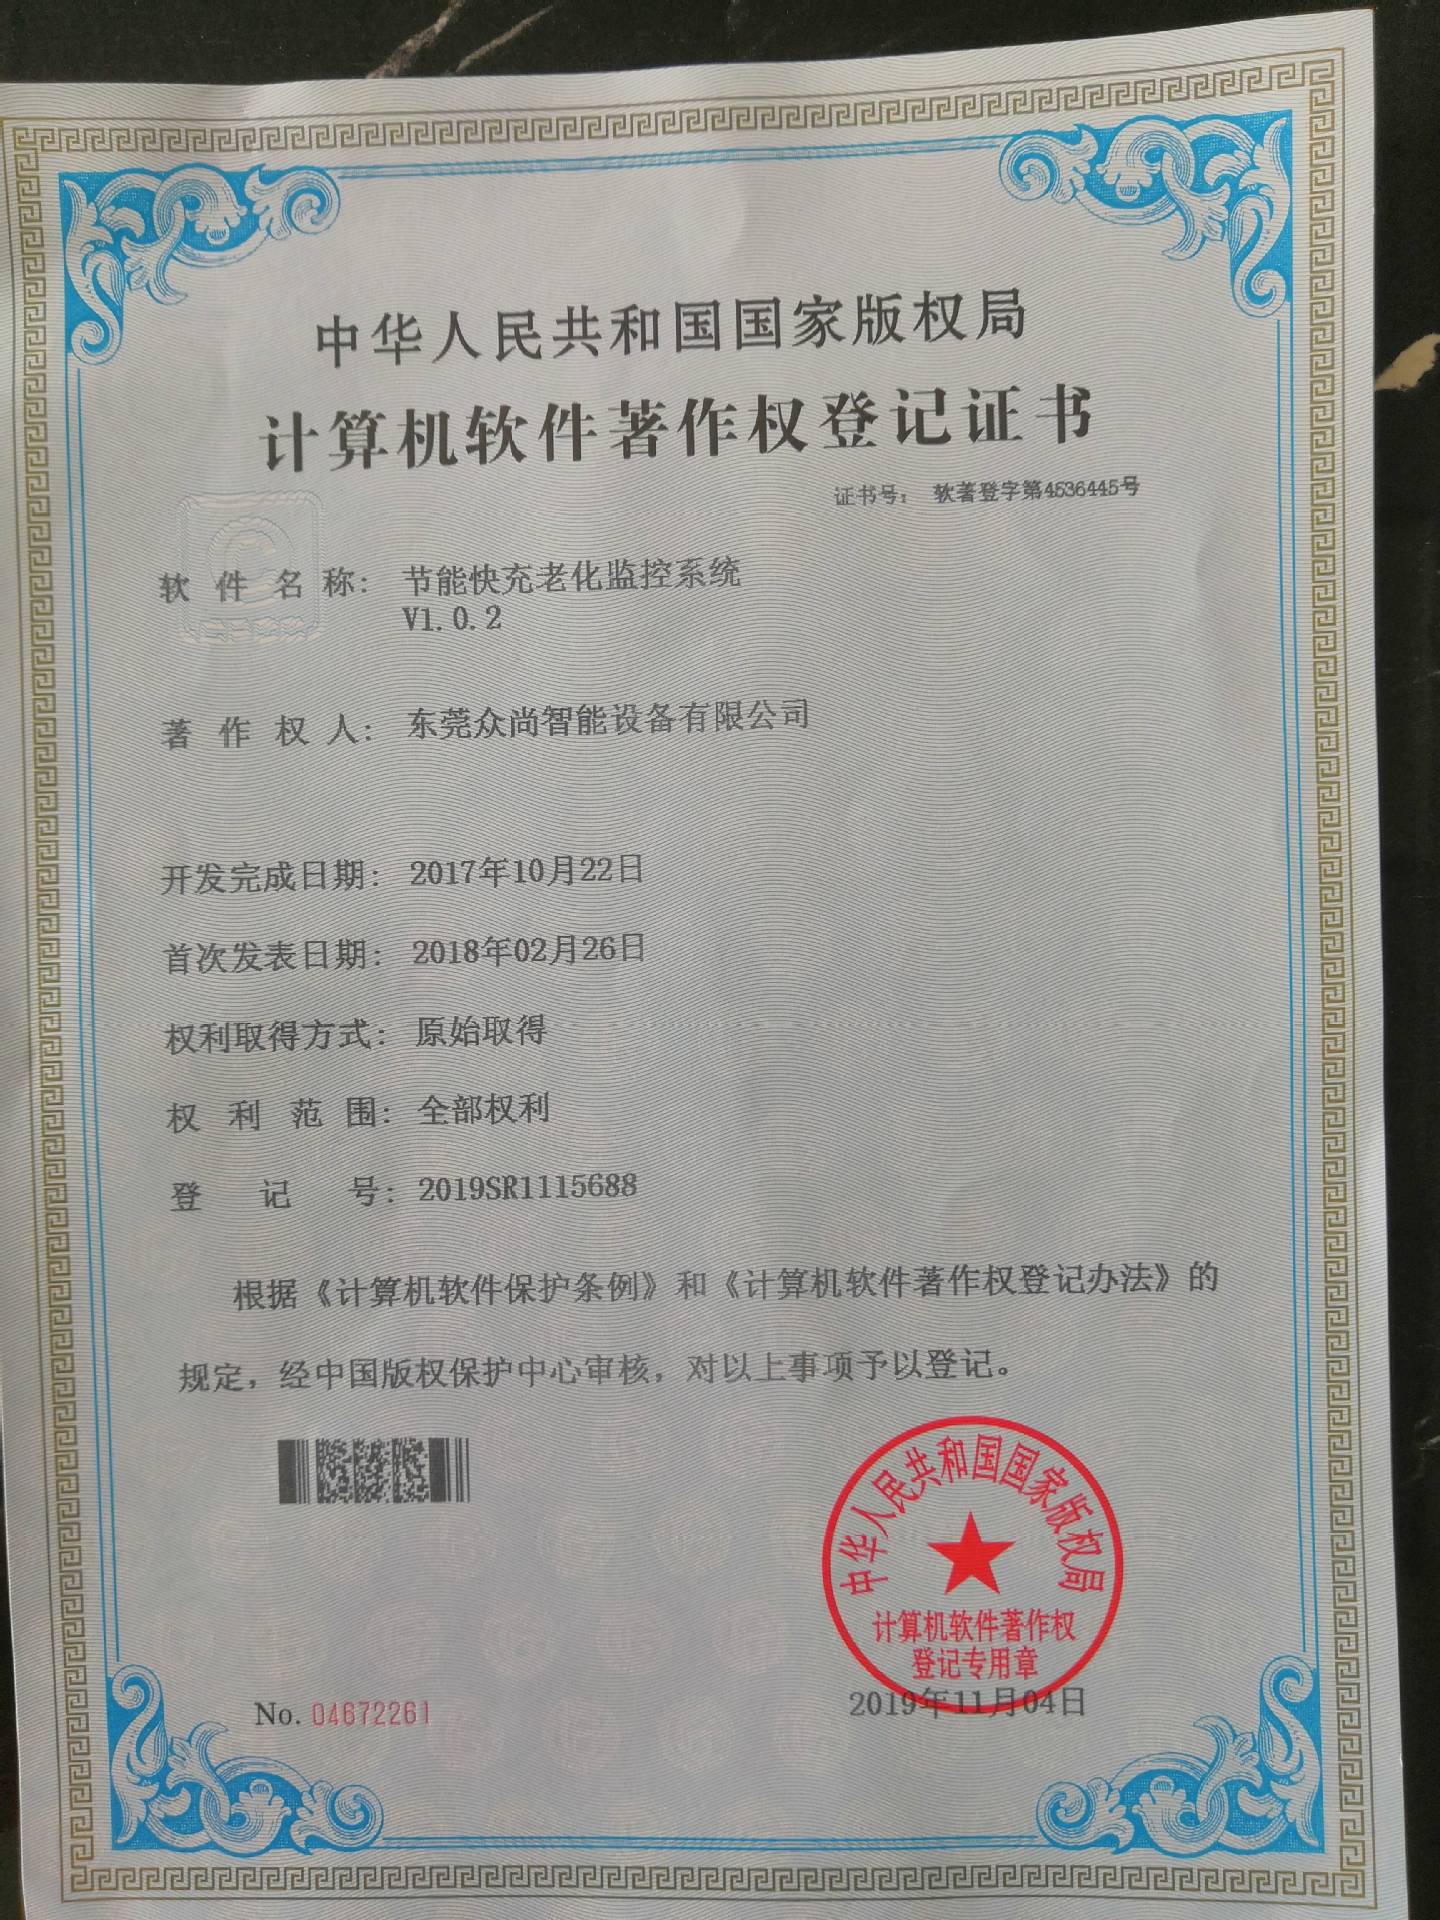 中华人民共和国国家版权局
计算机软件著作权登记证书
证书号： 软著登字第4536445号
软件名称： 节能快充老化监控系统
V1.0.2
著作权人： 东莞众尚智能设备有限公司
开发完成日期： 2017年10月22日
首次发表日期： 2018年02月26日
权利取得方式： 原始取得
权利范围： 全部权利
登记号： 2019SR1115688
根据《计算机软件保护条例》和《计算机软件著作权登记办法》的
规定，经中国版权保护中心审核，对以上事项予以登记。
中华人民共和国国家版权局
计算机软件著作权
登记专用章
No. 04672261
2019年11月04日